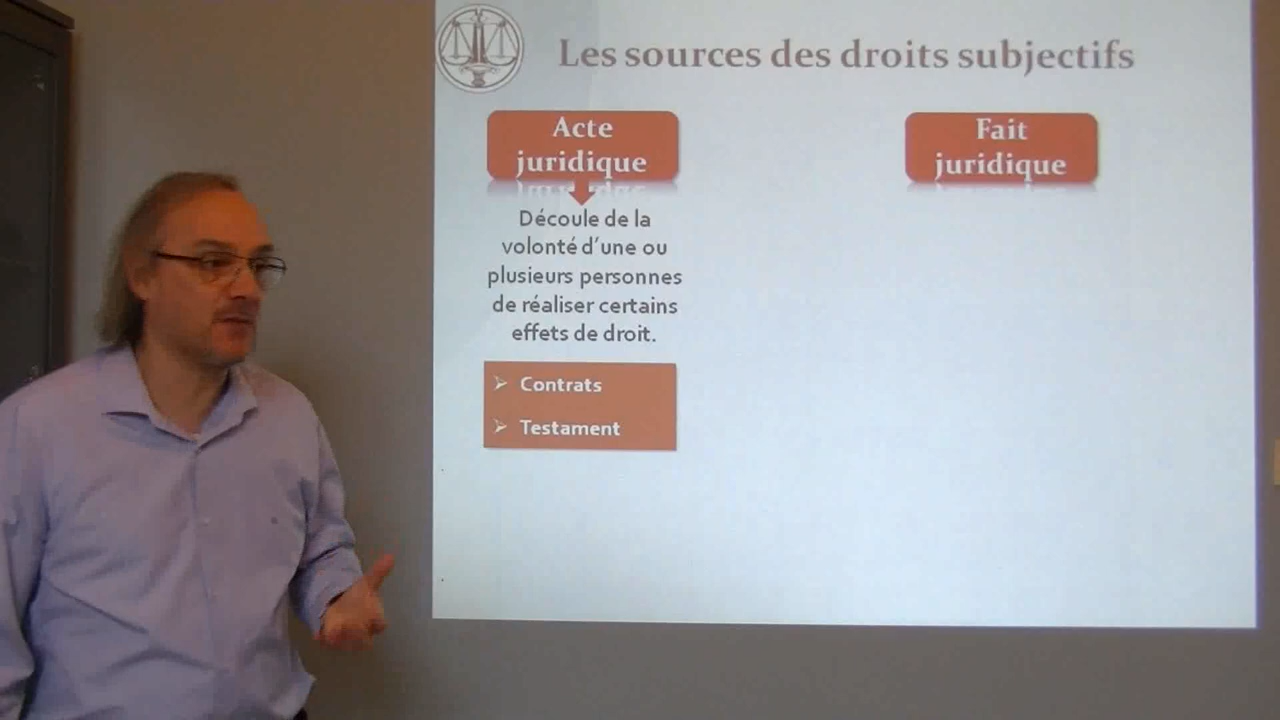 Les sources des droits subjectifs
Acte
juridique
Découle de la
volonté d’une ou
plusieurs personnes
de réaliser certains
effets de droit.
➢ Contrats
➢ Testament
Fait
juridique